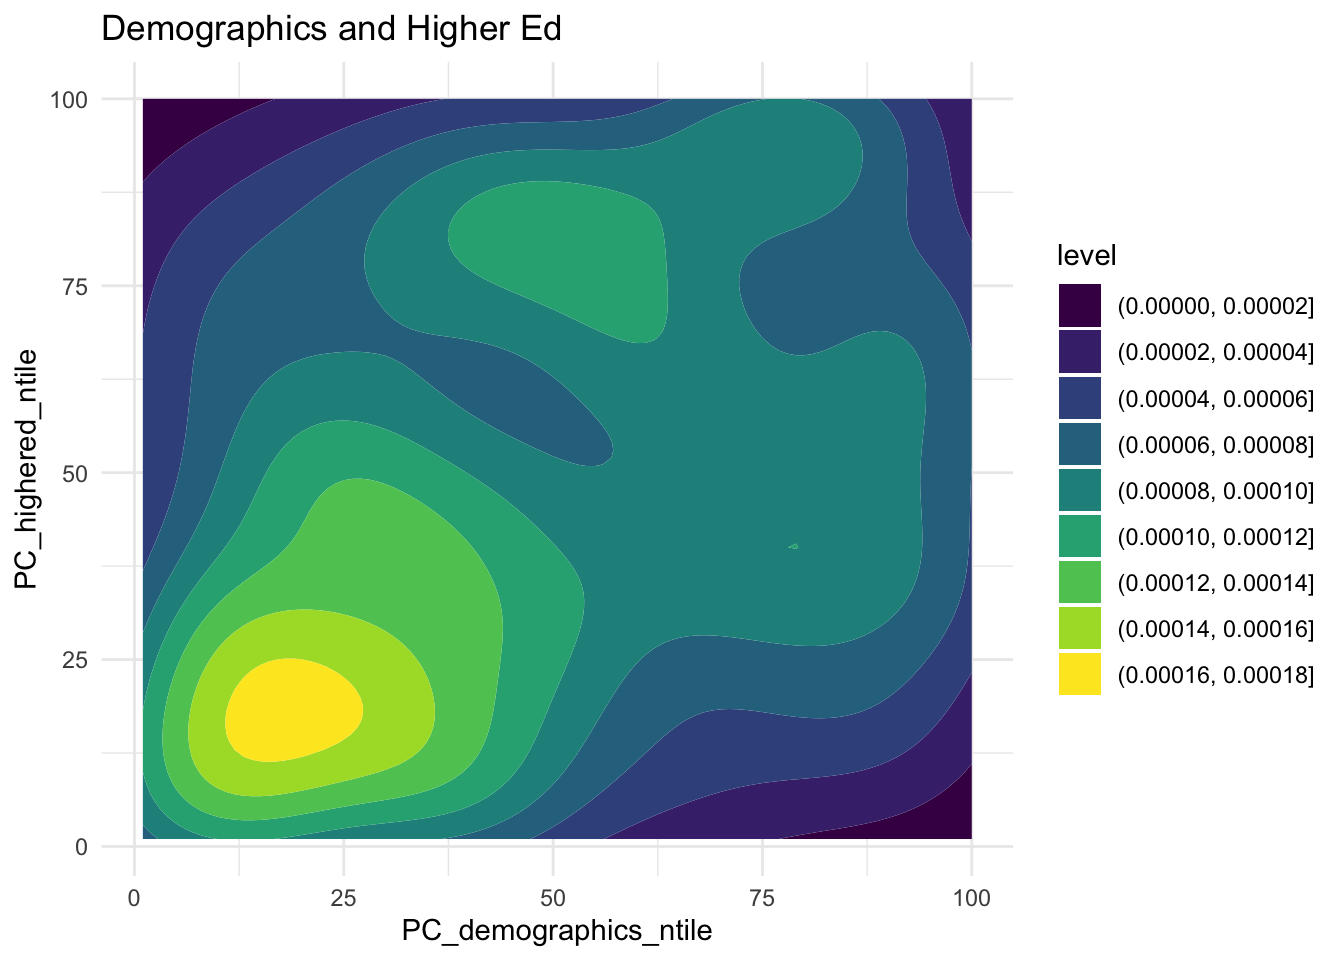 Demographics and Higher Ed
100
75
50
25
0
PC_highered_ntile
0 25 50 75 100
PC_demographics_ntile
level
(0.00000, 0.00002]
(0.00002, 0.00004]
(0.00004, 0.00006]
(0.00006, 0.00008]
(0.00008, 0.00010]
(0.00010, 0.00012]
(0.00012, 0.00014]
(0.00014, 0.00016]
(0.00016, 0.00018]